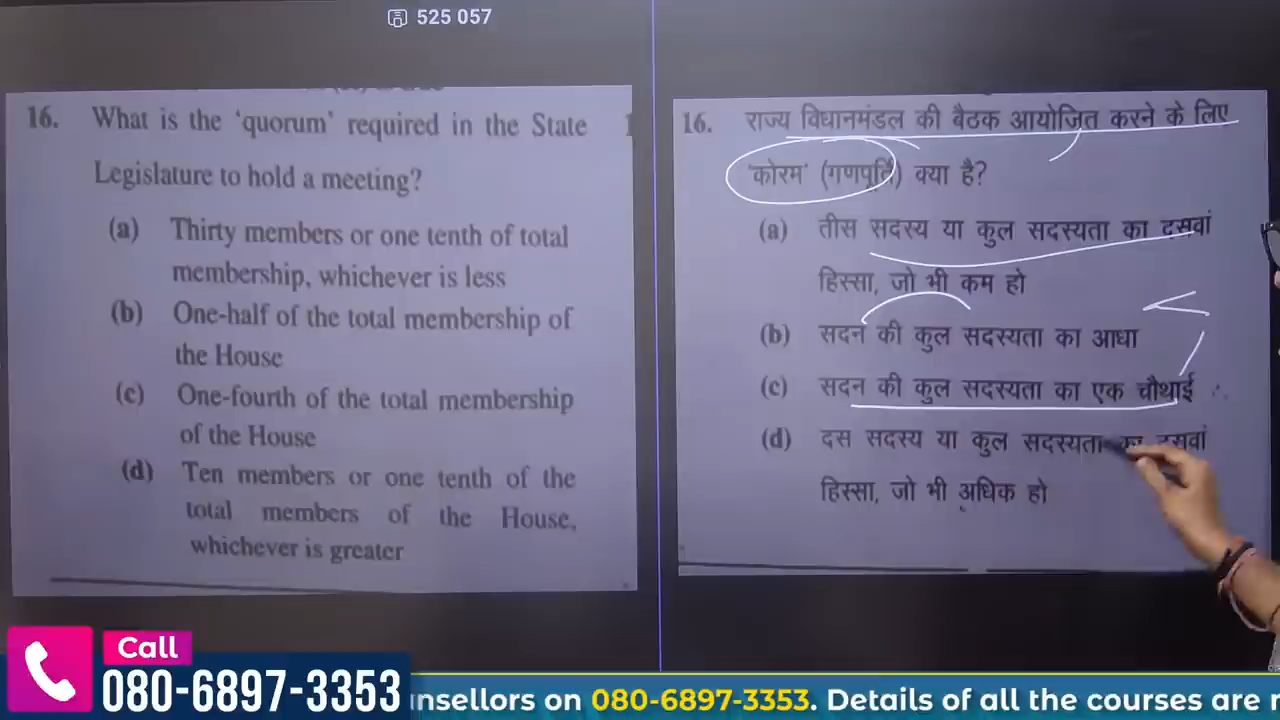 525 057
16. What is the ‘quorum’ required in the State
Legislature to hold a meeting?
(a) Thirty members or one tenth of total
membership, whichever is less
(b) One-half of the total membership of
the House
(c) One-fourth of the total membership
of the House
(d) Ten members or one tenth of the
total members of the House,
whichever is greater
16. राज्य विधानमंडल की बैठक आयोजित करने के लिए
‘कोरम’ (गणपूर्ति) क्या है?
(a) तीस सदस्य या कुल सदस्यता का दसवां
हिस्सा, जो भी कम हो
(b) सदन की कुल सदस्यता का आधा
(c) सदन की कुल सदस्यता का एक चौथाई
(d) दस सदस्य या कुल सदस्यता का दसवां
हिस्सा, जो भी अधिक हो
Call
080-6897-3353
nsellors on 080-6897-3353. Details of all the courses are